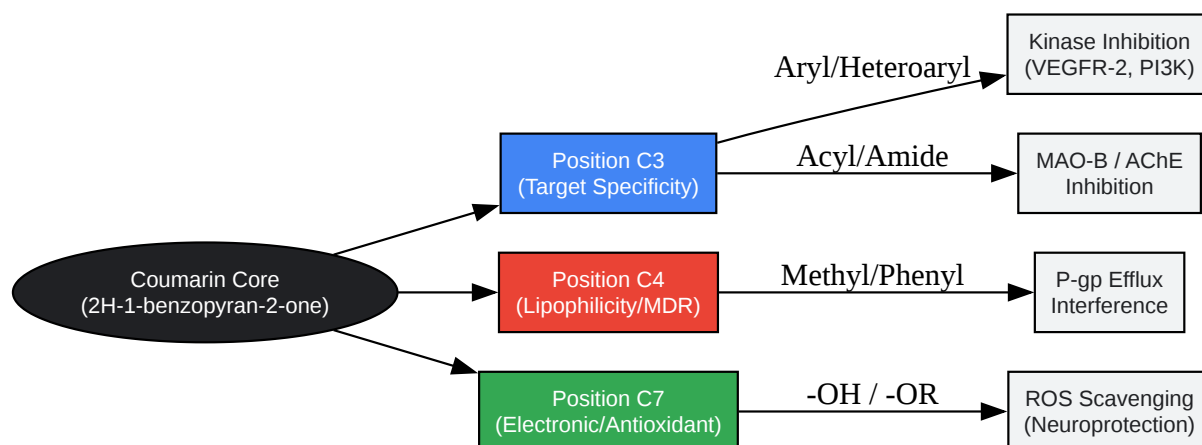 Coumarin Core
(2H-1-benzopyran-2-one)
Position C3
(Target Specificity)
Aryl/Heteroaryl
Kinase Inhibition
(VEGFR-2, PI3K)
Acyl/Amide
MAO-B / AChE
Inhibition
Position C4
(Lipophilicity/MDR)
Methyl/Phenyl
P-gp Efflux
Interference
Position C7
(Electronic/Antioxidant)
-OH / -OR
ROS Scavenging
(Neuroprotection)